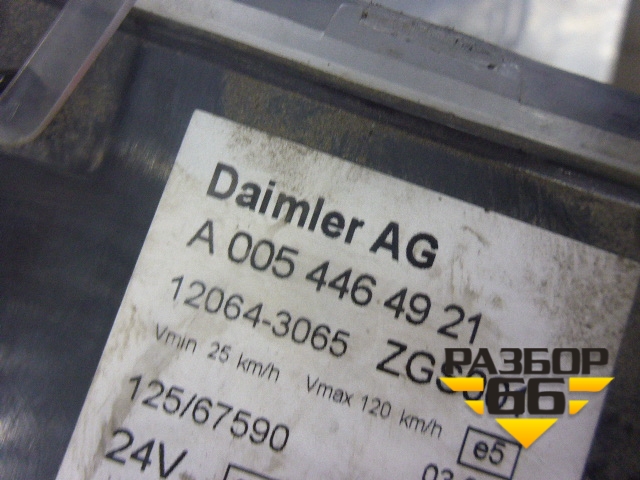 Daimler AG
A 005 446 49 21
12064-3065
Vmin 25 km/h Vmax 120 km/h
125/67590 e5
24V 03
РАЗБОР
66